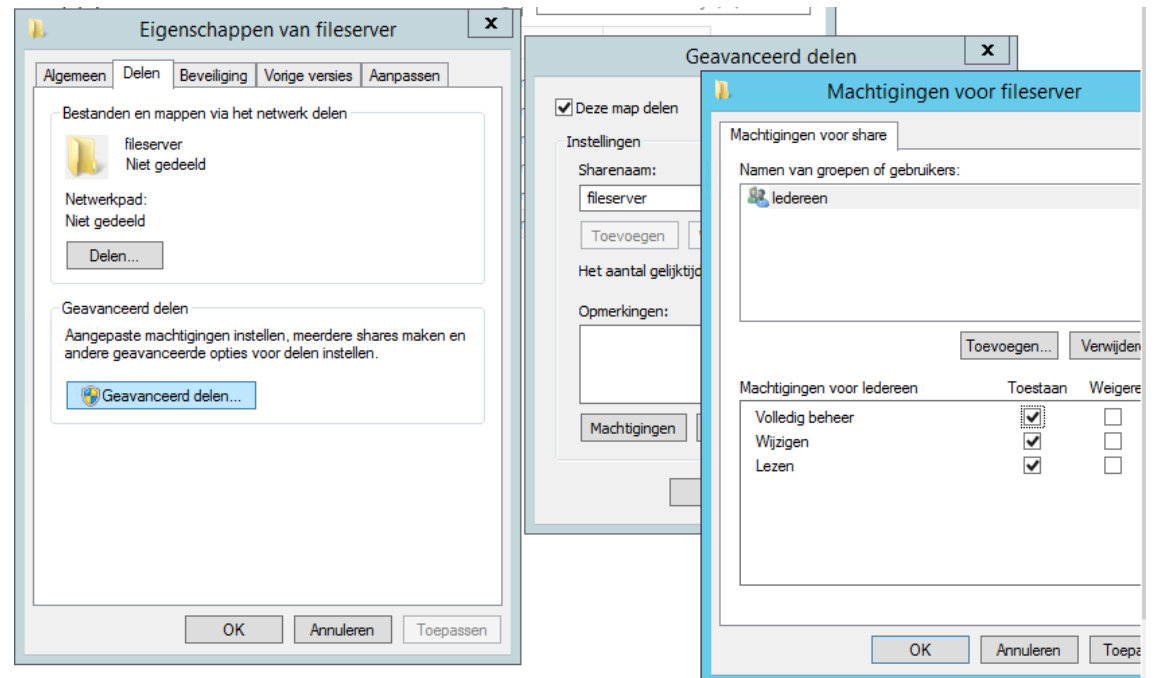 Eigenschappen van fileserver
x
Algemeen Delen Beveiliging Vorige versies Aanpassen
Bestanden en mappen via het netwerk delen
fileserver
Niet gedeeld
Netwerkpad:
Niet gedeeld
Delen...
Geavanceerd delen
Aangepaste machtigingen instellen, meerdere shares maken en
andere geavanceerde opties voor delen instellen.
Geavanceerd delen...
OK Annuleren Toepassen
Geavanceerd delen
x
Deze map delen
Instellingen
Sharenaam:
fileserver
Toevoegen
Het aantal gelijktijd
Opmerkingen:
Machtigingen
Machtigingen voor fileserver
Machtigingen voor share
Namen van groepen of gebruikers:
Iedereen
Toevoegen... Verwijdere
Machtigingen voor Iedereen Toestaan Weigere
Volledig beheer
Wijzigen
Lezen
OK Annuleren Toepa